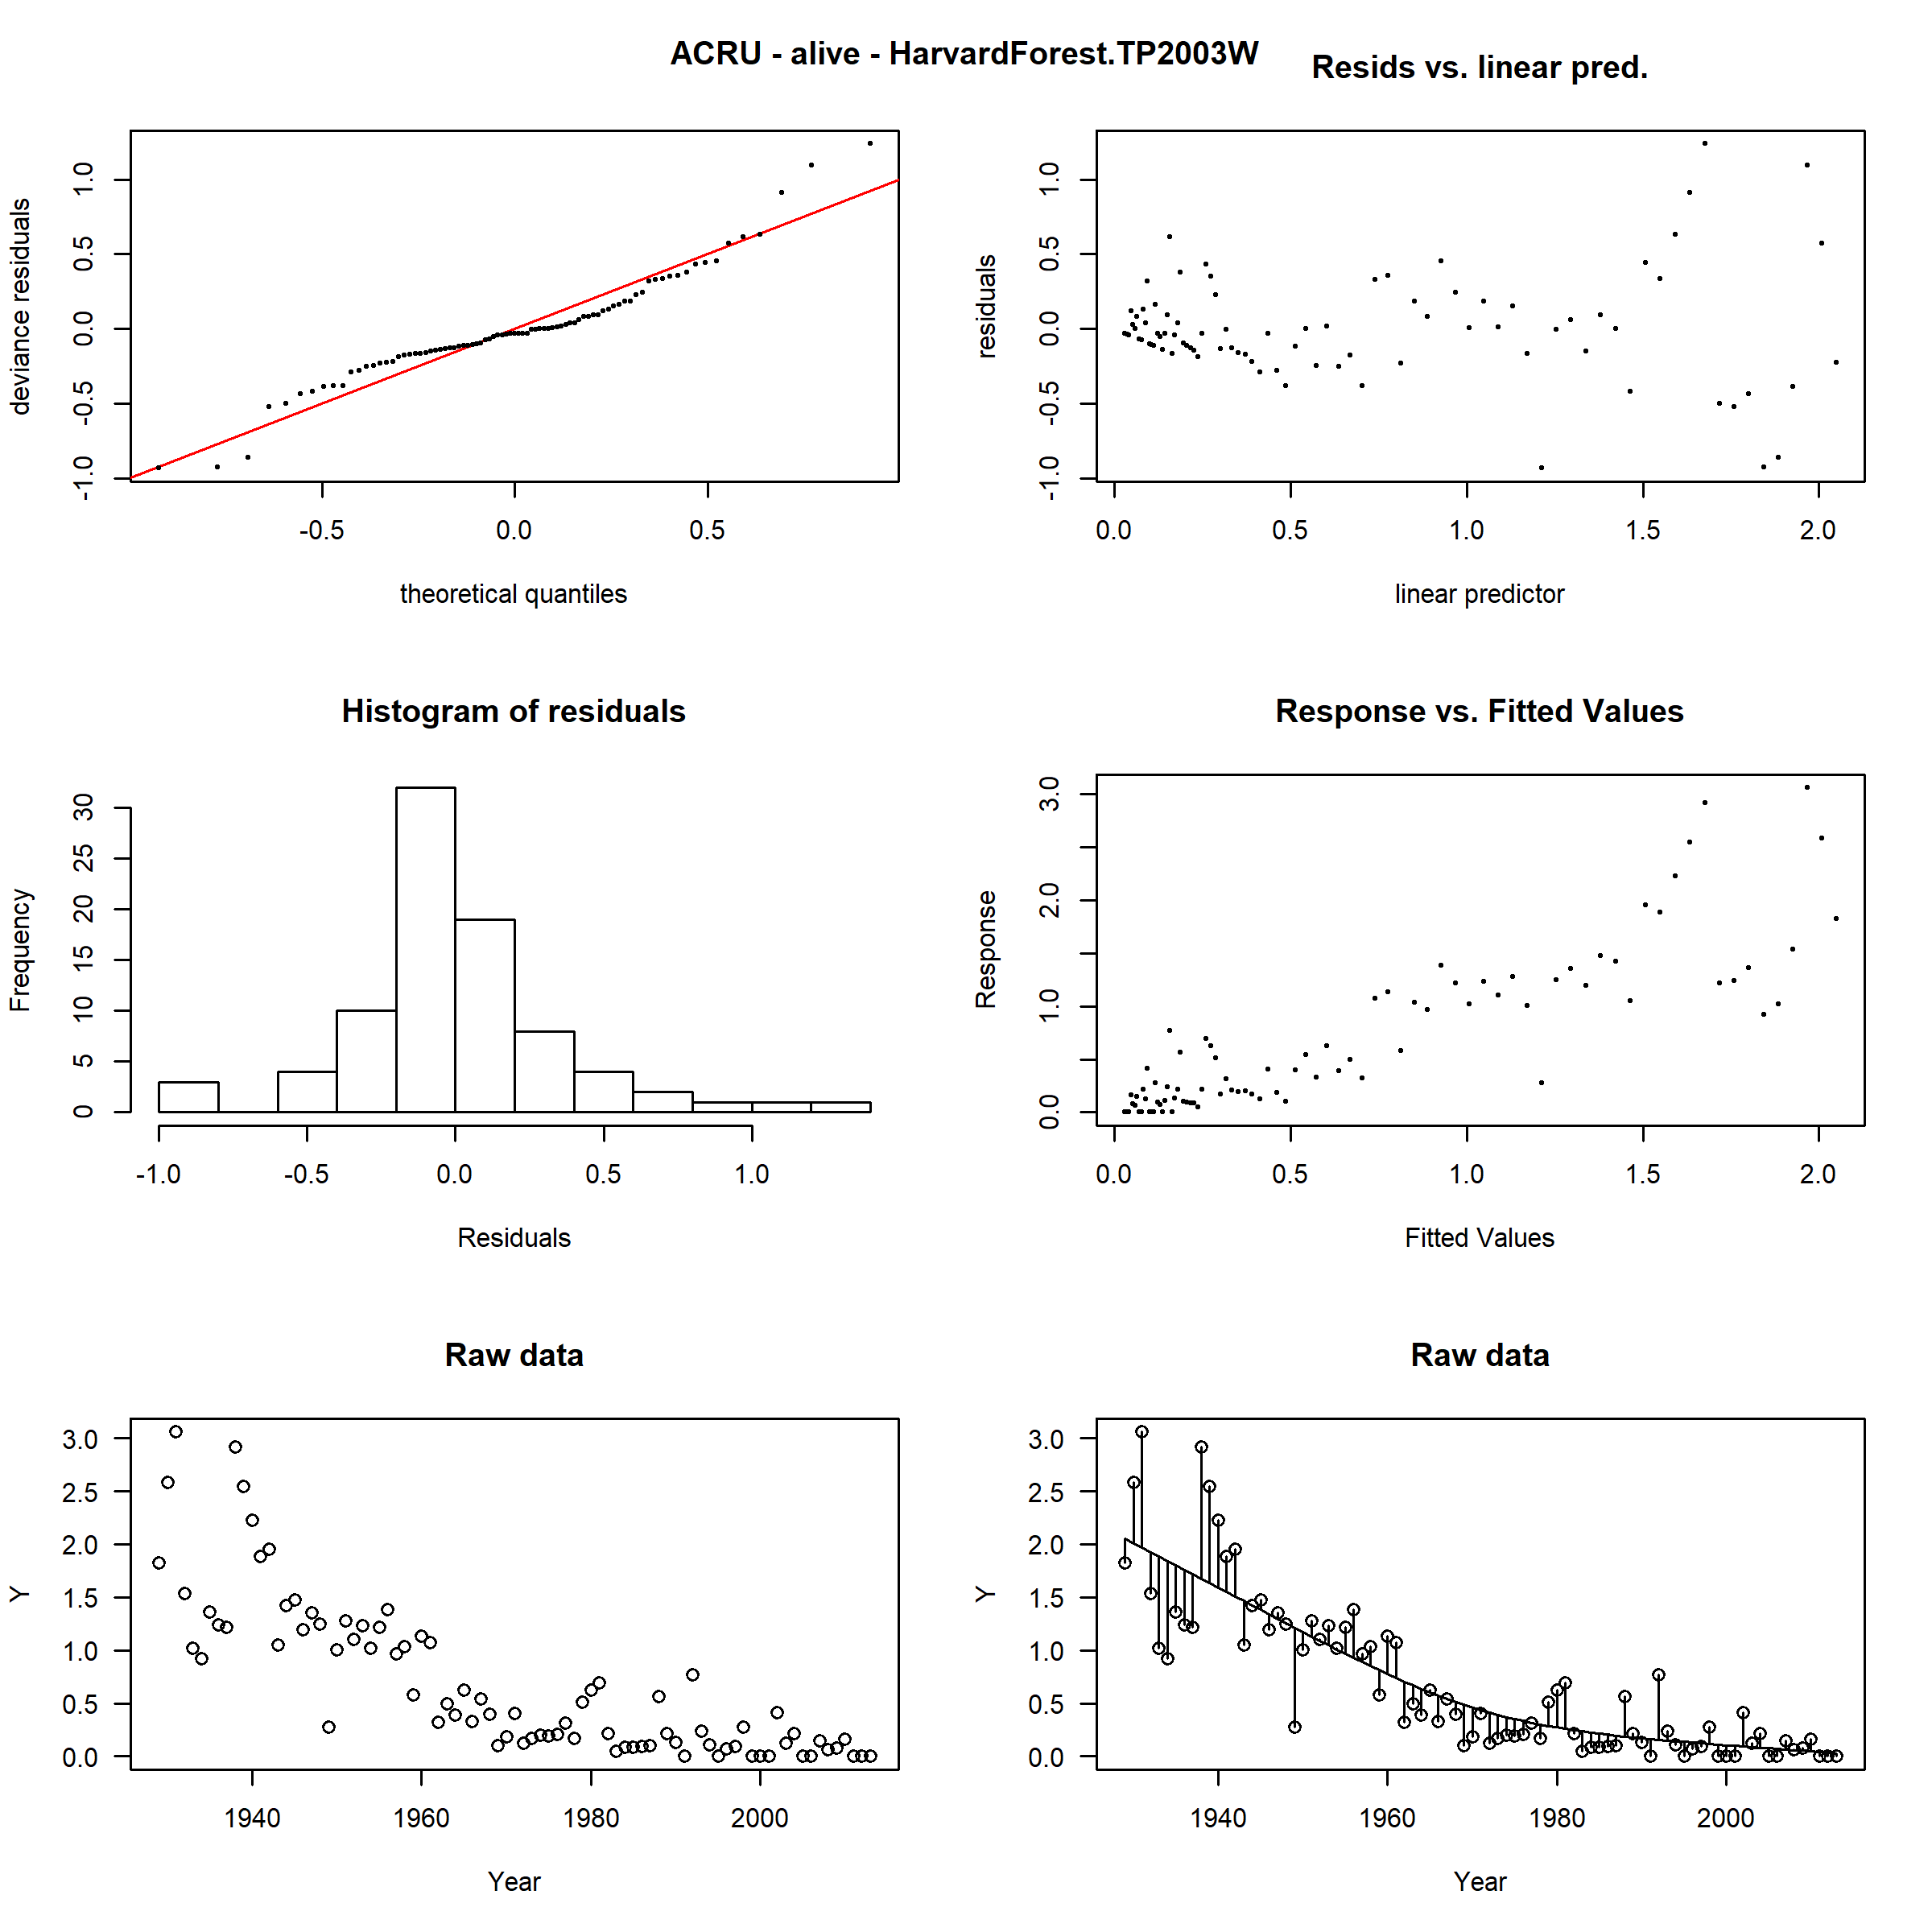 ACRU - alive - HarvardForest.TP2003W
Resids vs. linear pred.
deviance residuals
-1.0 -0.5 0.0 0.5 1.0
-0.5 0.0 0.5
theoretical quantiles
residuals
-1.0 -0.5 0.0 0.5 1.0
0.0 0.5 1.0 1.5 2.0
linear predictor
Histogram of residuals
Frequency
0 5 10 15 20 25 30
-1.0 -0.5 0.0 0.5 1.0
Residuals
Response vs. Fitted Values
Response
0.0 1.0 2.0 3.0
0.0 0.5 1.0 1.5 2.0
Fitted Values
Raw data
Y
3.0
2.5
2.0
1.5
1.0
0.5
0.0
1940 1960 1980 2000
Year
Raw data
Y
3.0
2.5
2.0
1.5
1.0
0.5
0.0
1940 1960 1980 2000
Year